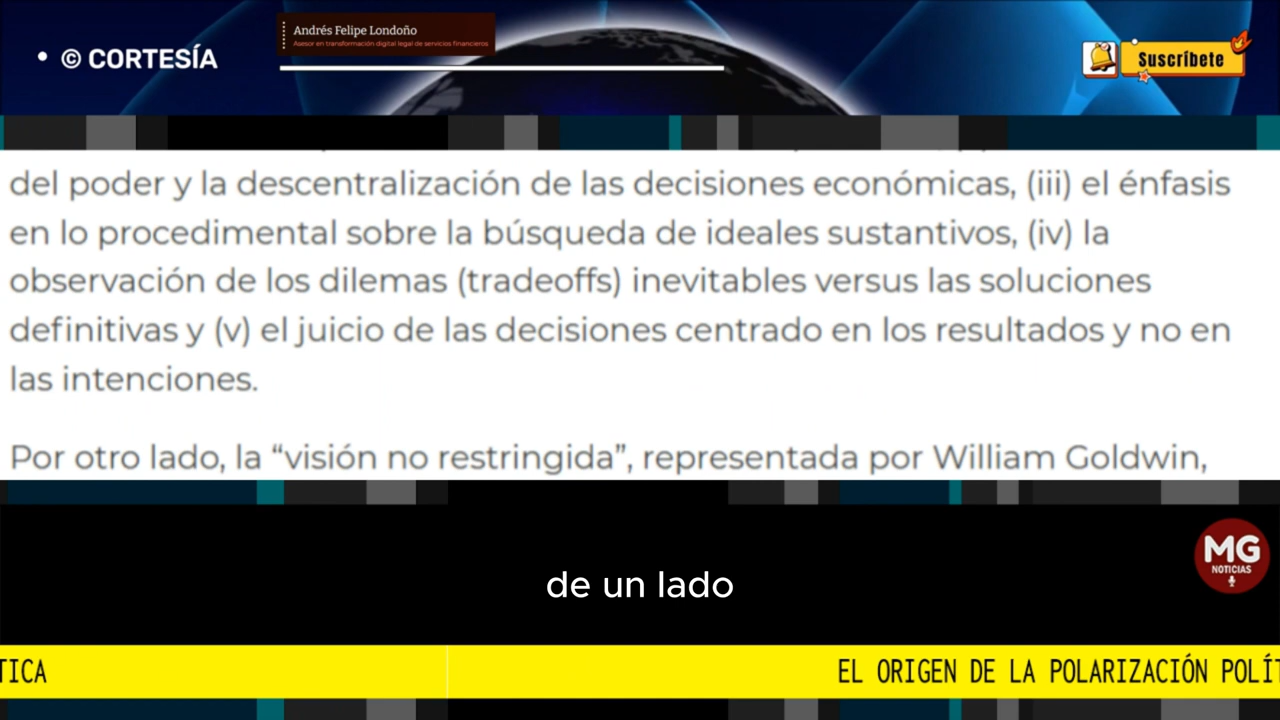 • © CORTESÍA
Andrés Felipe Londoño
Asesor en transformación digital legal de servicios financieros
Suscríbete
del poder y la descentralización de las decisiones económicas, (iii) el énfasis
en lo procedimental sobre la búsqueda de ideales sustantivos, (iv) la
observación de los dilemas (tradeoffs) inevitables versus las soluciones
definitivas y (v) el juicio de las decisiones centrado en los resultados y no en
las intenciones.
Por otro lado, la “visión no restringida”, representada por William Goldwin,
MG
NOTICIAS
de un lado
TICA
EL ORIGEN DE LA POLARIZACIÓN POLÍT